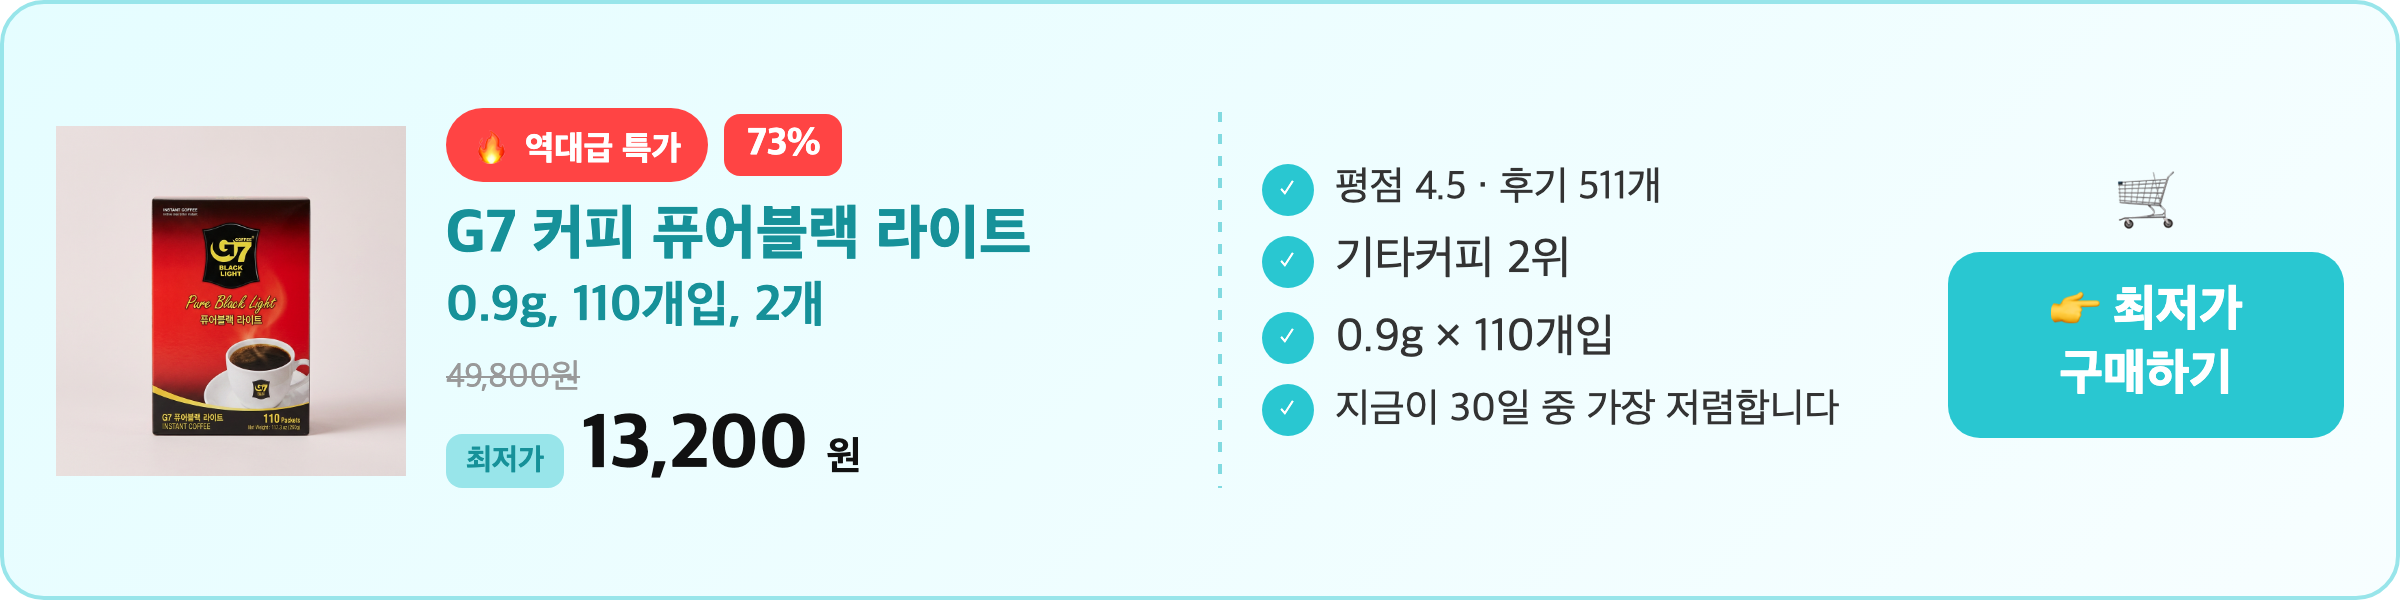 INSTANT COFFEE
COFFEE
G7
BLACK
LIGHT
Pure Black Light
퓨어블랙 라이트
G7
G7 퓨어블랙 라이트
INSTANT COFFEE
110 Packets
🔥 역대급 특가
73%
G7 커피 퓨어블랙 라이트
0.9g, 110개입, 2개
49,800원
최저가 13,200 원
✓ 평점 4.5 · 후기 511개
✓ 기타커피 2위
✓ 0.9g × 110개입
✓ 지금이 30일 중 가장 저렴합니다
👉 최저가
구매하기